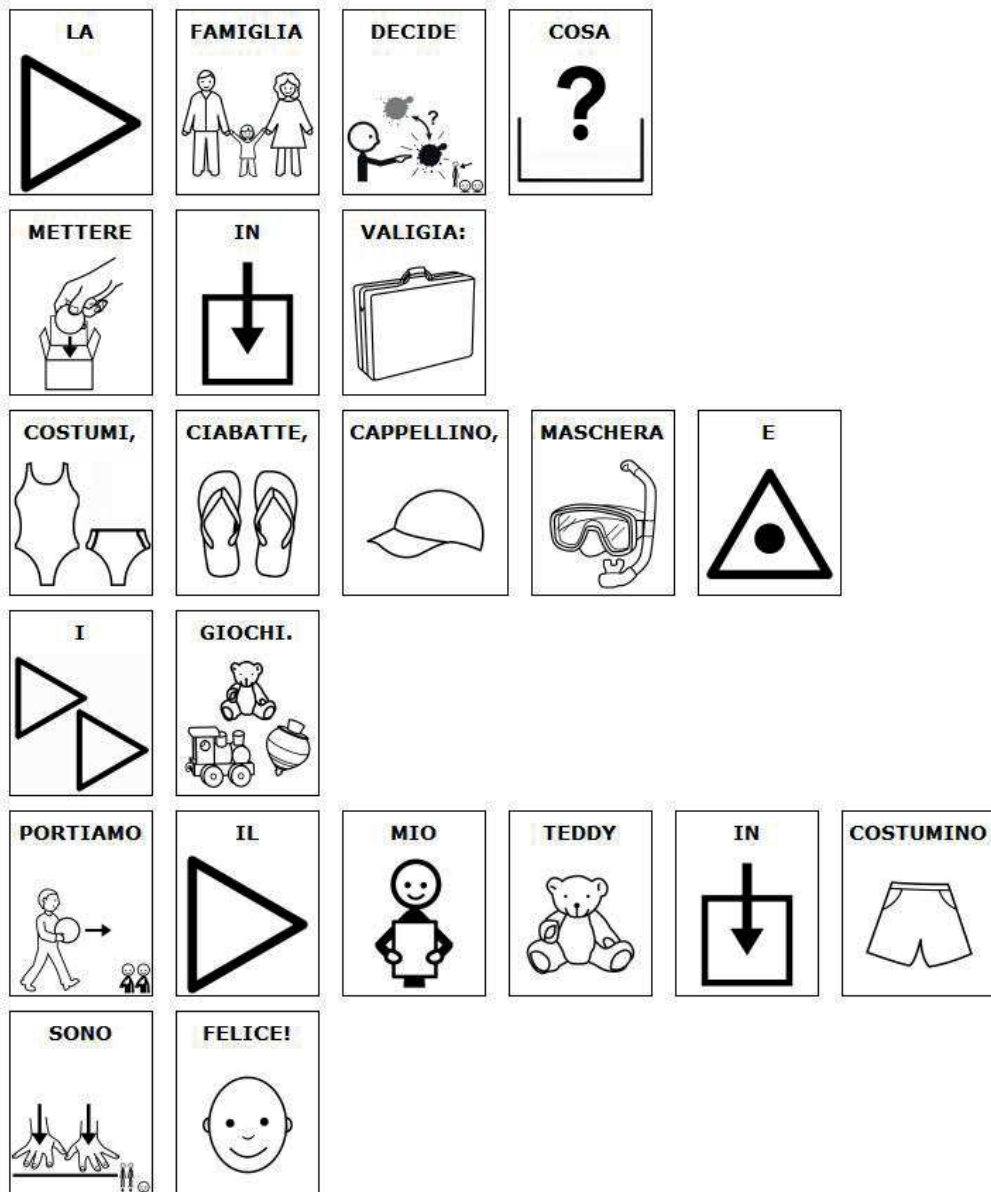 LA FAMIGLIA DECIDE COSA
METTERE IN VALIGIA:
COSTUMI, CIABATTE, CAPPELLINO, MASCHERA E
I GIOCHI.
PORTIAMO IL MIO TEDDY IN COSTUMINO
SONO FELICE!